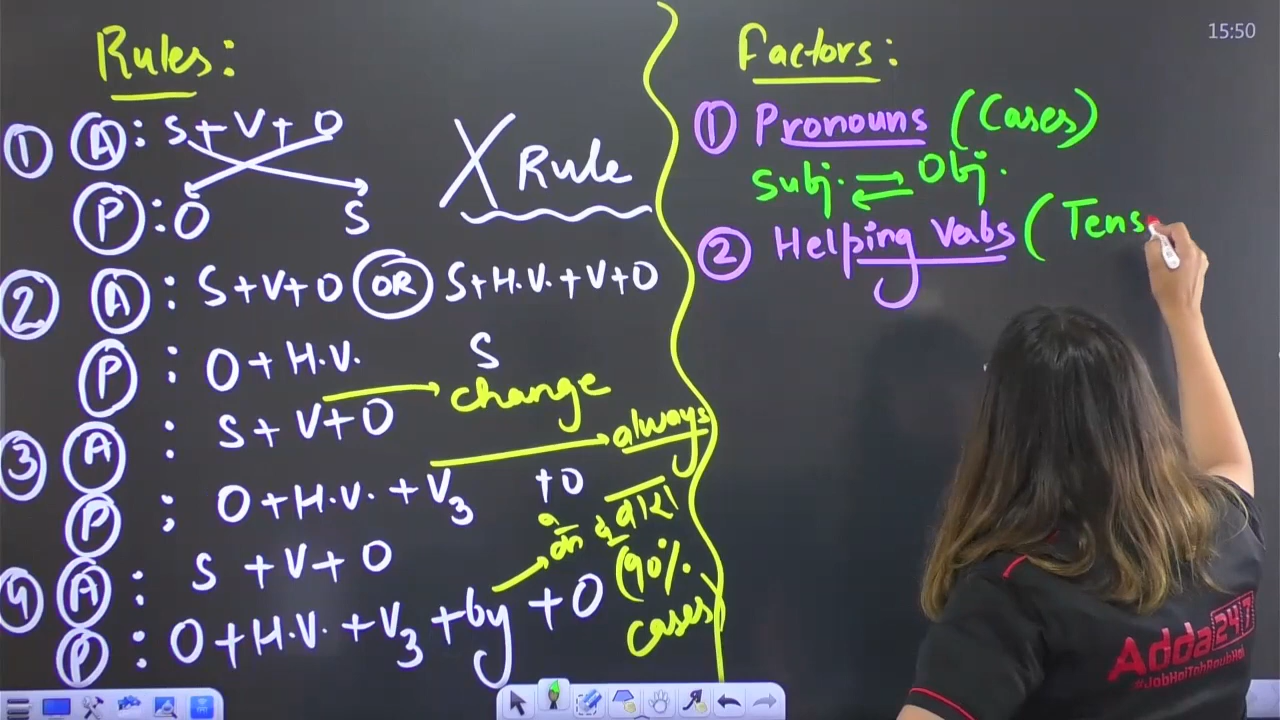 Rules:
① Ⓐ: S+V+O
Ⓟ: O S
X Rule
② Ⓐ: S+V+O OR S+H.V.+V+O
Ⓟ: O+H.V. S
change
③ Ⓐ: S+V+O
always
Ⓟ: O+H.V.+V₃ +O
के द्वारा
(90%
cases)
④ Ⓐ: S+V+O
Ⓟ: O+H.V.+V₃+by+O
15:50
Factors:
① Pronouns (Cases)
Subj. ⇌ Obj.
② Helping Verbs (Tens
Adda247
#JobHaiTohSaubHai